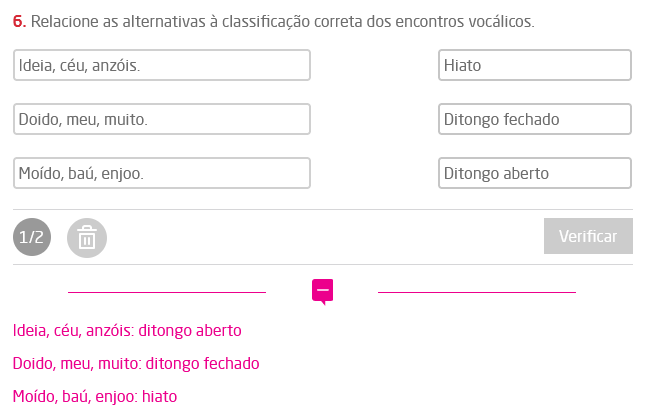 6. Relacione as alternativas à classificação correta dos encontros vocálicos.
Ideia, céu, anzóis. Hiato
Doido, meu, muito. Ditongo fechado
Moído, baú, enjoo. Ditongo aberto
1/2 Verificar
Ideia, céu, anzóis: ditongo aberto
Doido, meu, muito: ditongo fechado
Moído, baú, enjoo: hiato